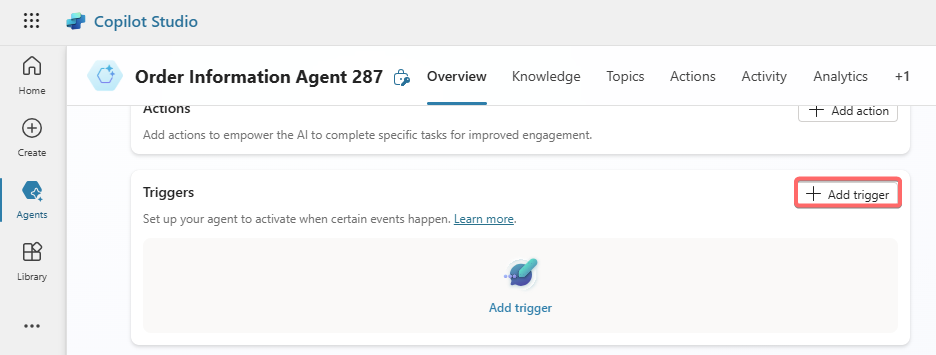 Copilot Studio
Home
Create
Agents
Library
Order Information Agent 287
Overview
Knowledge
Topics
Actions
Activity
Analytics
+1
Actions
Add action
Add actions to empower the AI to complete specific tasks for improved engagement.
Triggers
Add trigger
Set up your agent to activate when certain events happen. Learn more.
Add trigger